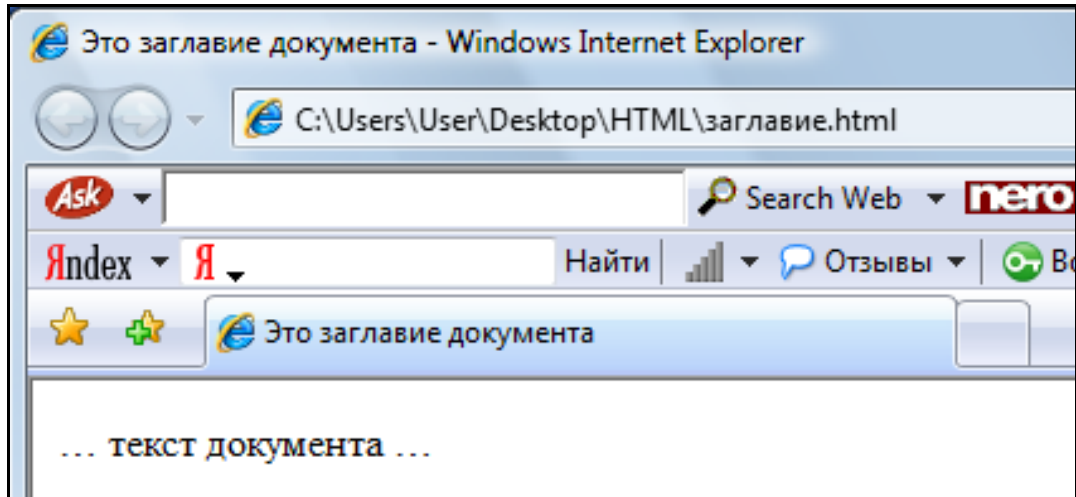 Это заглавие документа - Windows Internet Explorer
C:\Users\User\Desktop\HTML\заглавие.html
Ask Search Web nero
Яndex Я Найти Отзывы
Это заглавие документа
… текст документа …